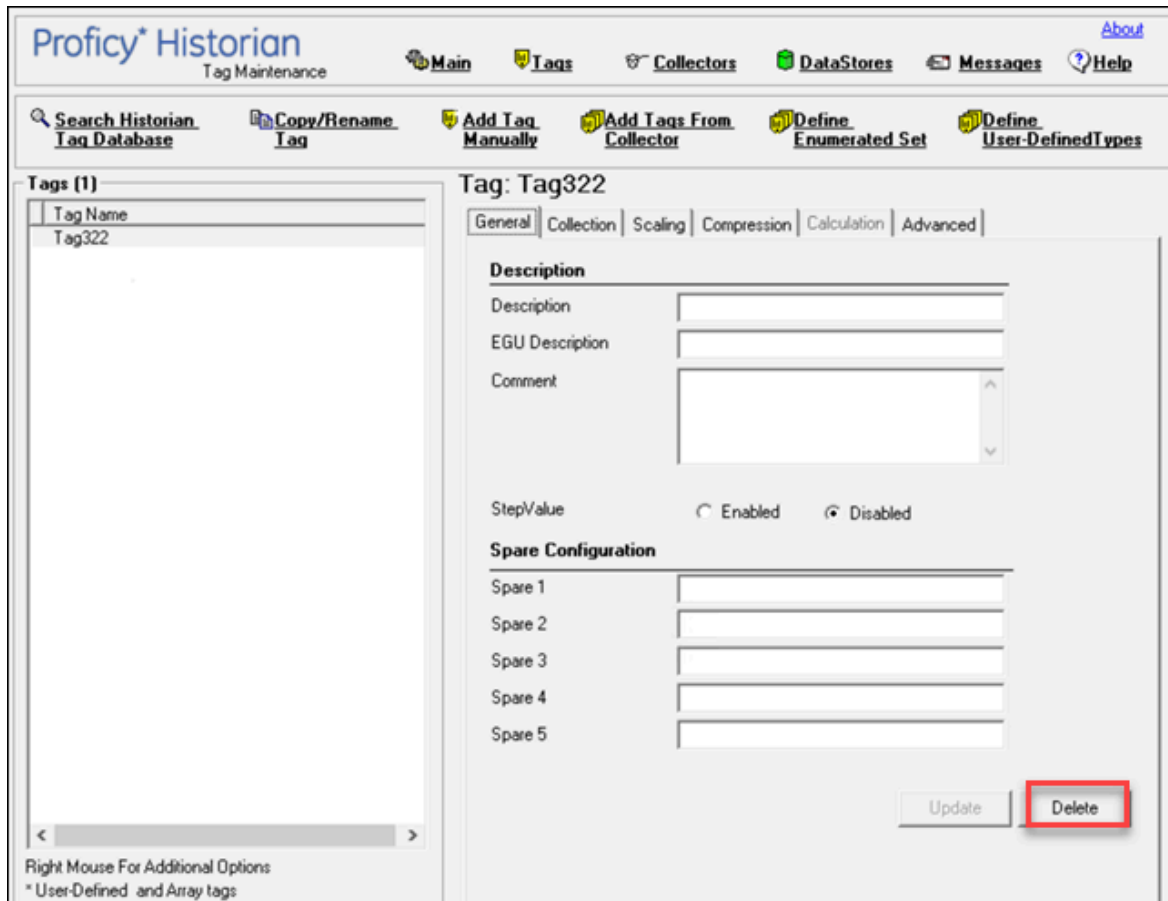 About
Proficy* Historian
Tag Maintenance
Main Tags Collectors DataStores Messages Help
Search Historian Tag Database
Copy/Rename Tag
Add Tag Manually
Add Tags From Collector
Define Enumerated Set
Define User-DefinedTypes
Tags (1)
Tag Name
Tag322
Right Mouse For Additional Options
* User-Defined and Array tags
Tag: Tag322
General Collection Scaling Compression Calculation Advanced
Description
Description
EGU Description
Comment
StepValue Enabled Disabled
Spare Configuration
Spare 1
Spare 2
Spare 3
Spare 4
Spare 5
Update Delete